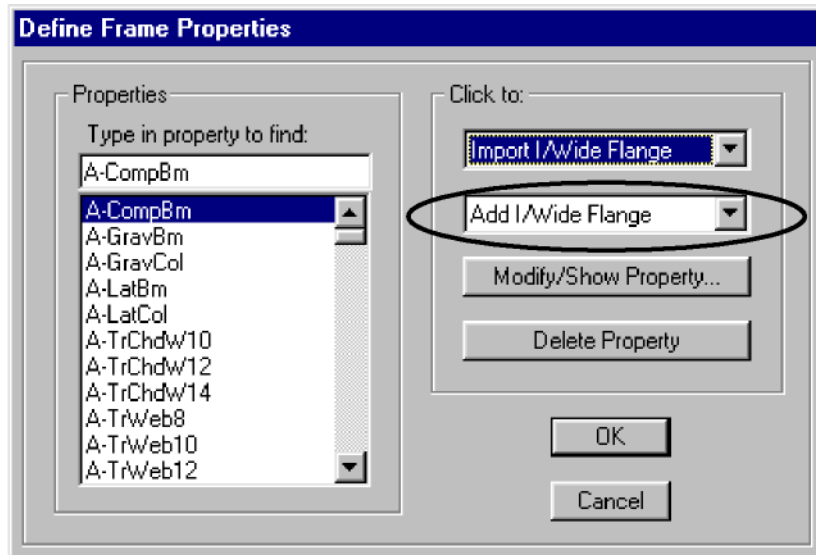 Define Frame Properties
Properties
Type in property to find:
A-CompBm
A-CompBm
A-GravBm
A-GravCol
A-LatBm
A-LatCol
A-TrChdW10
A-TrChdW12
A-TrChdW14
A-TrWeb8
A-TrWeb10
A-TrWeb12
Click to:
Import I/Wide Flange
Add I/Wide Flange
Modify/Show Property...
Delete Property
OK
Cancel